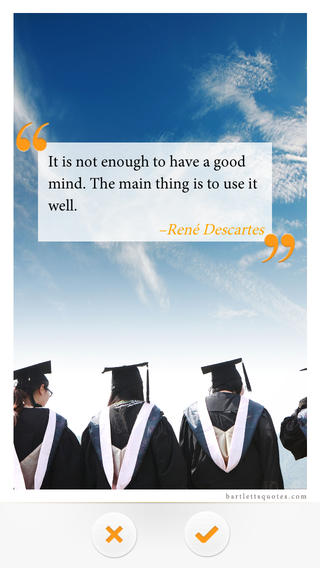 “
It is not enough to have a good
mind. The main thing is to use it
well.
–René Descartes
”
bartlettsquotes.com